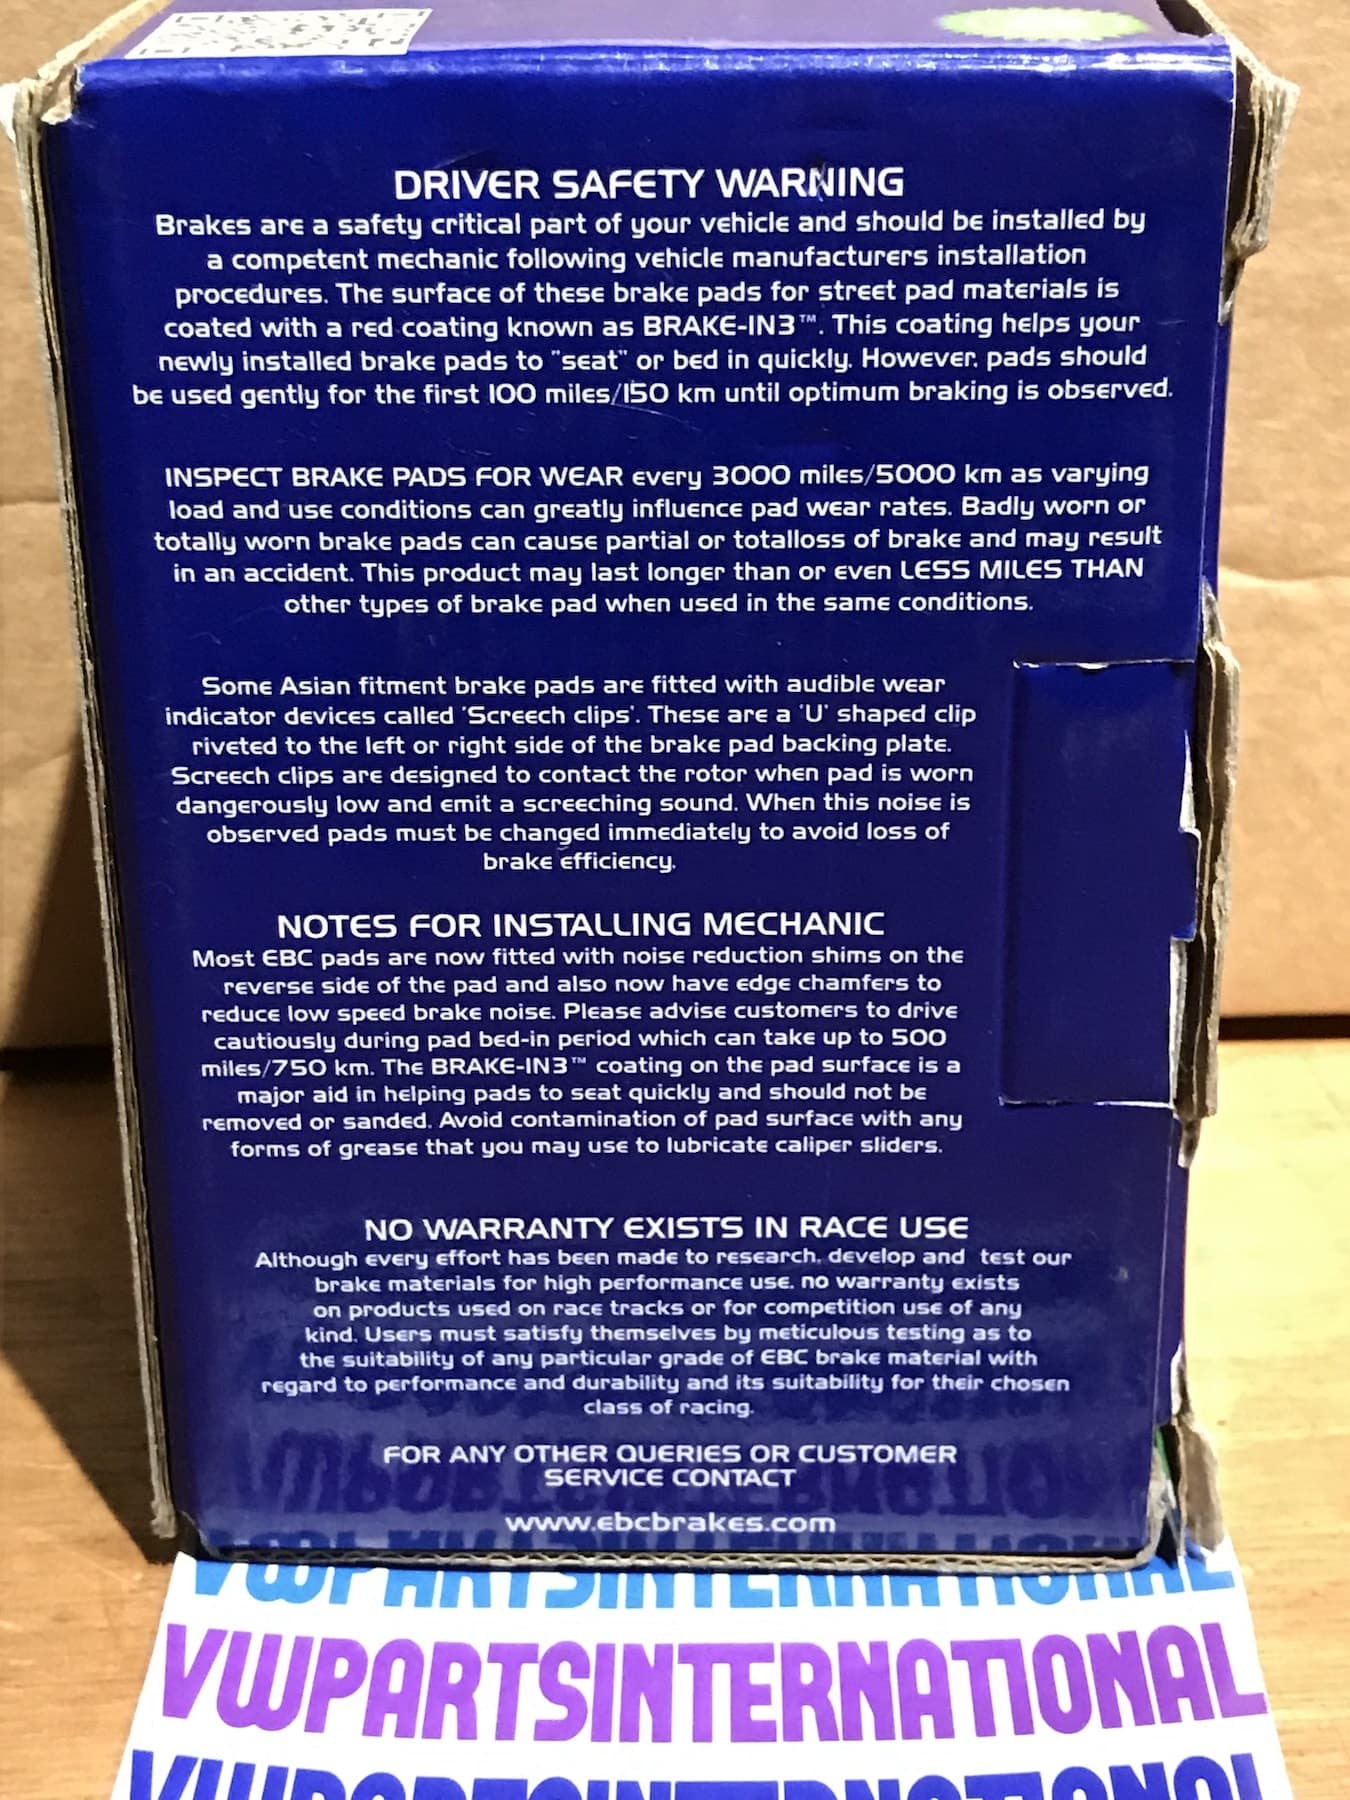 DRIVER SAFETY WARNING
Brakes are a safety critical part of your vehicle and should be installed by
a competent mechanic following vehicle manufacturers installation
procedures. The surface of these brake pads for street pad materials is
coated with a red coating known as BRAKE-IN3™. This coating helps your
newly installed brake pads to "seat" or bed in quickly. However, pads should
be used gently for the first 100 miles/150 km until optimum braking is observed.
INSPECT BRAKE PADS FOR WEAR every 3000 miles/5000 km as varying
load and use conditions can greatly influence pad wear rates. Badly worn or
totally worn brake pads can cause partial or totalloss of brake and may result
in an accident. This product may last longer than or even LESS MILES THAN
other types of brake pad when used in the same conditions.
Some Asian fitment brake pads are fitted with audible wear
indicator devices called 'Screech clips'. These are a 'U' shaped clip
riveted to the left or right side of the brake pad backing plate.
Screech clips are designed to contact the rotor when pad is worn
dangerously low and emit a screeching sound. When this noise is
observed pads must be changed immediately to avoid loss of
brake efficiency.
NOTES FOR INSTALLING MECHANIC
Most EBC pads are now fitted with noise reduction shims on the
reverse side of the pad and also now have edge chamfers to
reduce low speed brake noise. Please advise customers to drive
cautiously during pad bed-in period which can take up to 500
miles/750 km. The BRAKE-IN3™ coating on the pad surface is a
major aid in helping pads to seat quickly and should not be
removed or sanded. Avoid contamination of pad surface with any
forms of grease that you may use to lubricate caliper sliders.
NO WARRANTY EXISTS IN RACE USE
Although every effort has been made to research, develop and test our
brake materials for high performance use, no warranty exists
on products used on race tracks or for competition use of any
kind. Users must satisfy themselves by meticulous testing as to
the suitability of any particular grade of EBC brake material with
regard to performance and durability and its suitability for their chosen
class of racing.
FOR ANY OTHER QUERIES OR CUSTOMER
SERVICE CONTACT
www.ebcbrakes.com
VWPARTSINTERNATIONAL
VWPARTSINTERNATIONAL
VWPARTSINTERNATIONAL